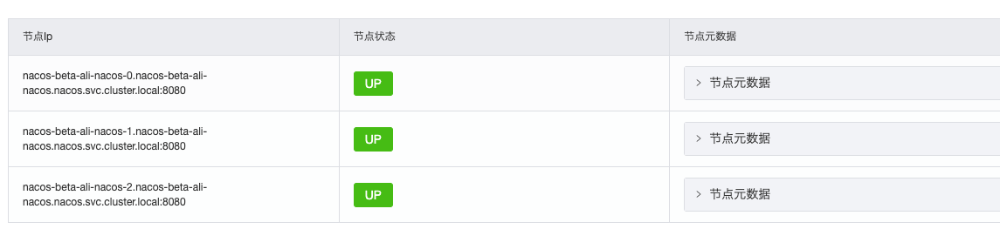 节点Ip 节点状态 节点元数据
nacos-beta-ali-nacos-0.nacos-beta-ali-
nacos.nacos.svc.cluster.local:8080
UP
> 节点元数据
nacos-beta-ali-nacos-1.nacos-beta-ali-
nacos.nacos.svc.cluster.local:8080
UP
> 节点元数据
nacos-beta-ali-nacos-2.nacos-beta-ali-
nacos.nacos.svc.cluster.local:8080
UP
> 节点元数据